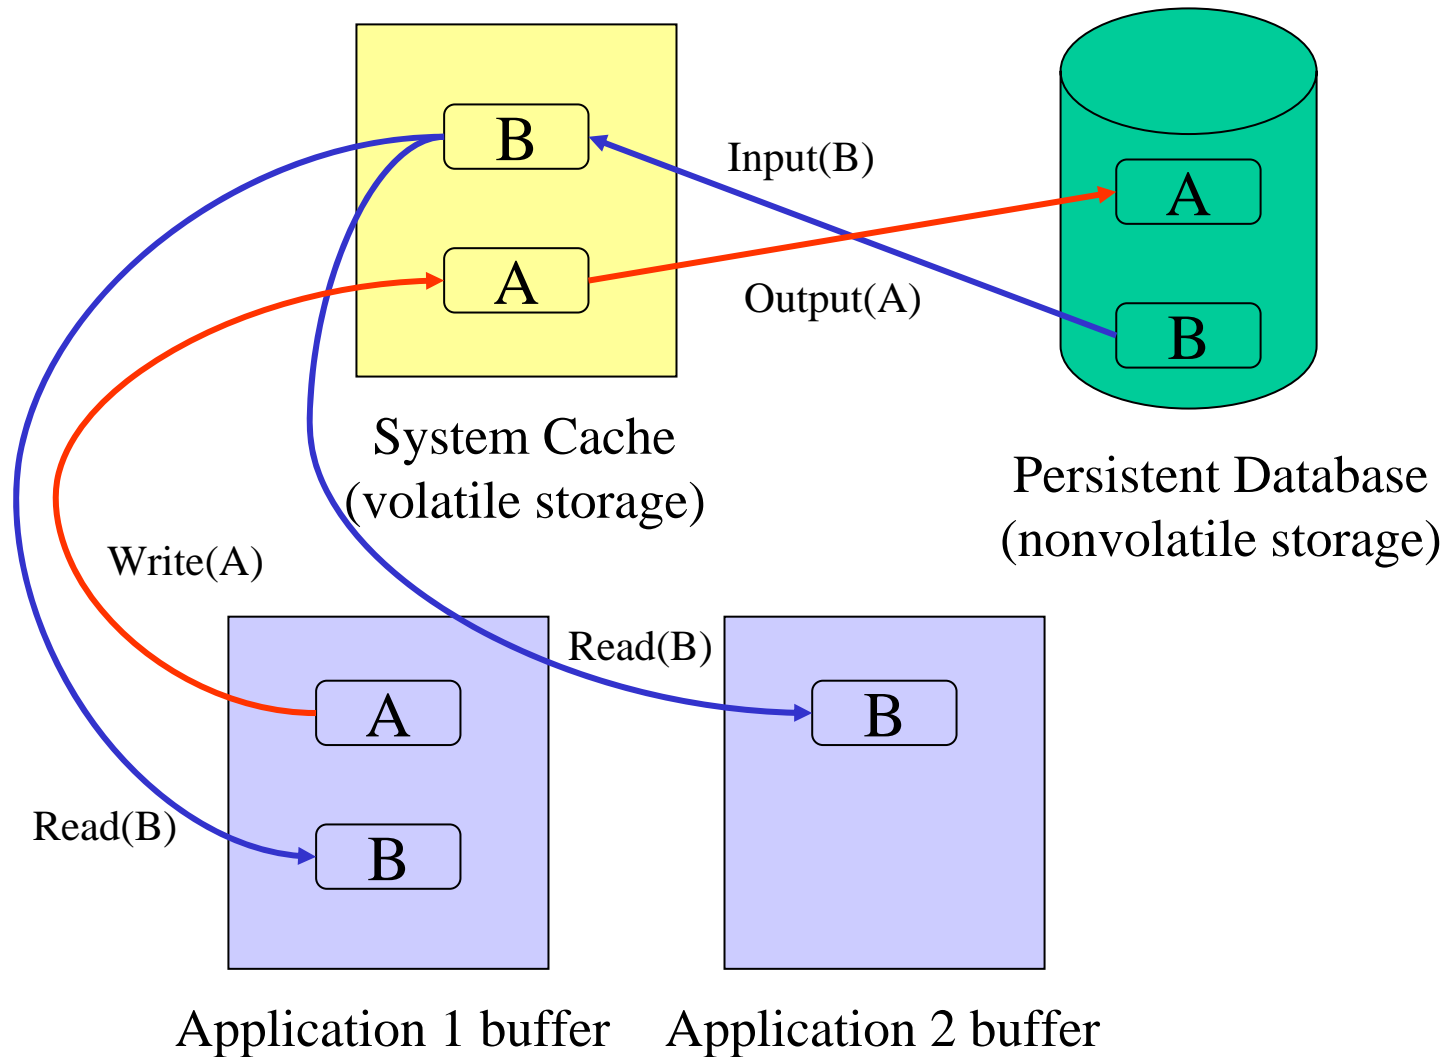 B
Input(B)
A
A
Output(A)
B
System Cache
(volatile storage)
Persistent Database
(nonvolatile storage)
Write(A)
Read(B)
A
B
Read(B)
B
Application 1 buffer
Application 2 buffer